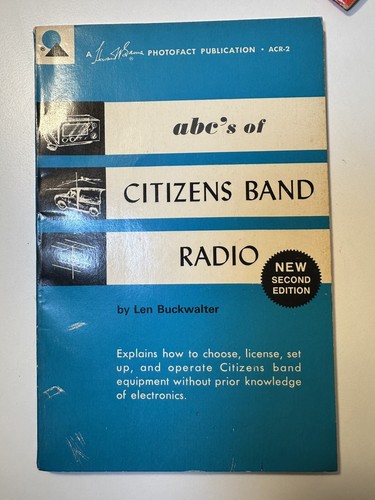 A Howard W. Sams PHOTOFACT PUBLICATION • ACR-2
abc's of
CITIZENS BAND
RADIO
NEW
SECOND
EDITION
by Len Buckwalter
Explains how to choose, license, set
up, and operate Citizens band
equipment without prior knowledge
of electronics.